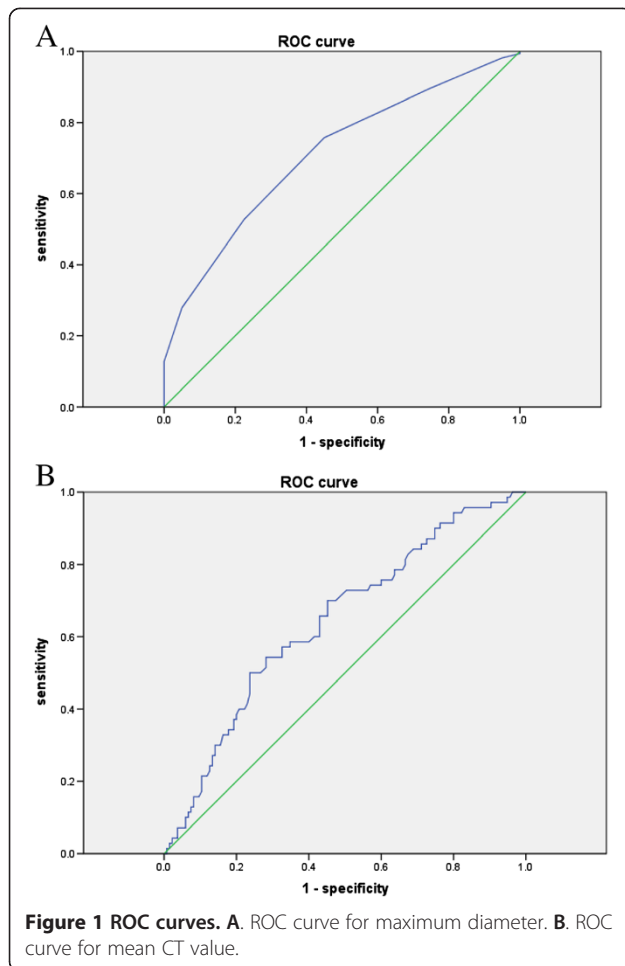 A
ROC curve
1.0
0.8
0.6
0.4
0.2
0.0
sensitivity
0.0 0.2 0.4 0.6 0.8 1.0
1 - specificity
B
ROC curve
1.0
0.8
0.6
0.4
0.2
0.0
sensitivity
0.0 0.2 0.4 0.6 0.8 1.0
1 - specificity
Figure 1 ROC curves. A. ROC curve for maximum diameter. B. ROC
curve for mean CT value.